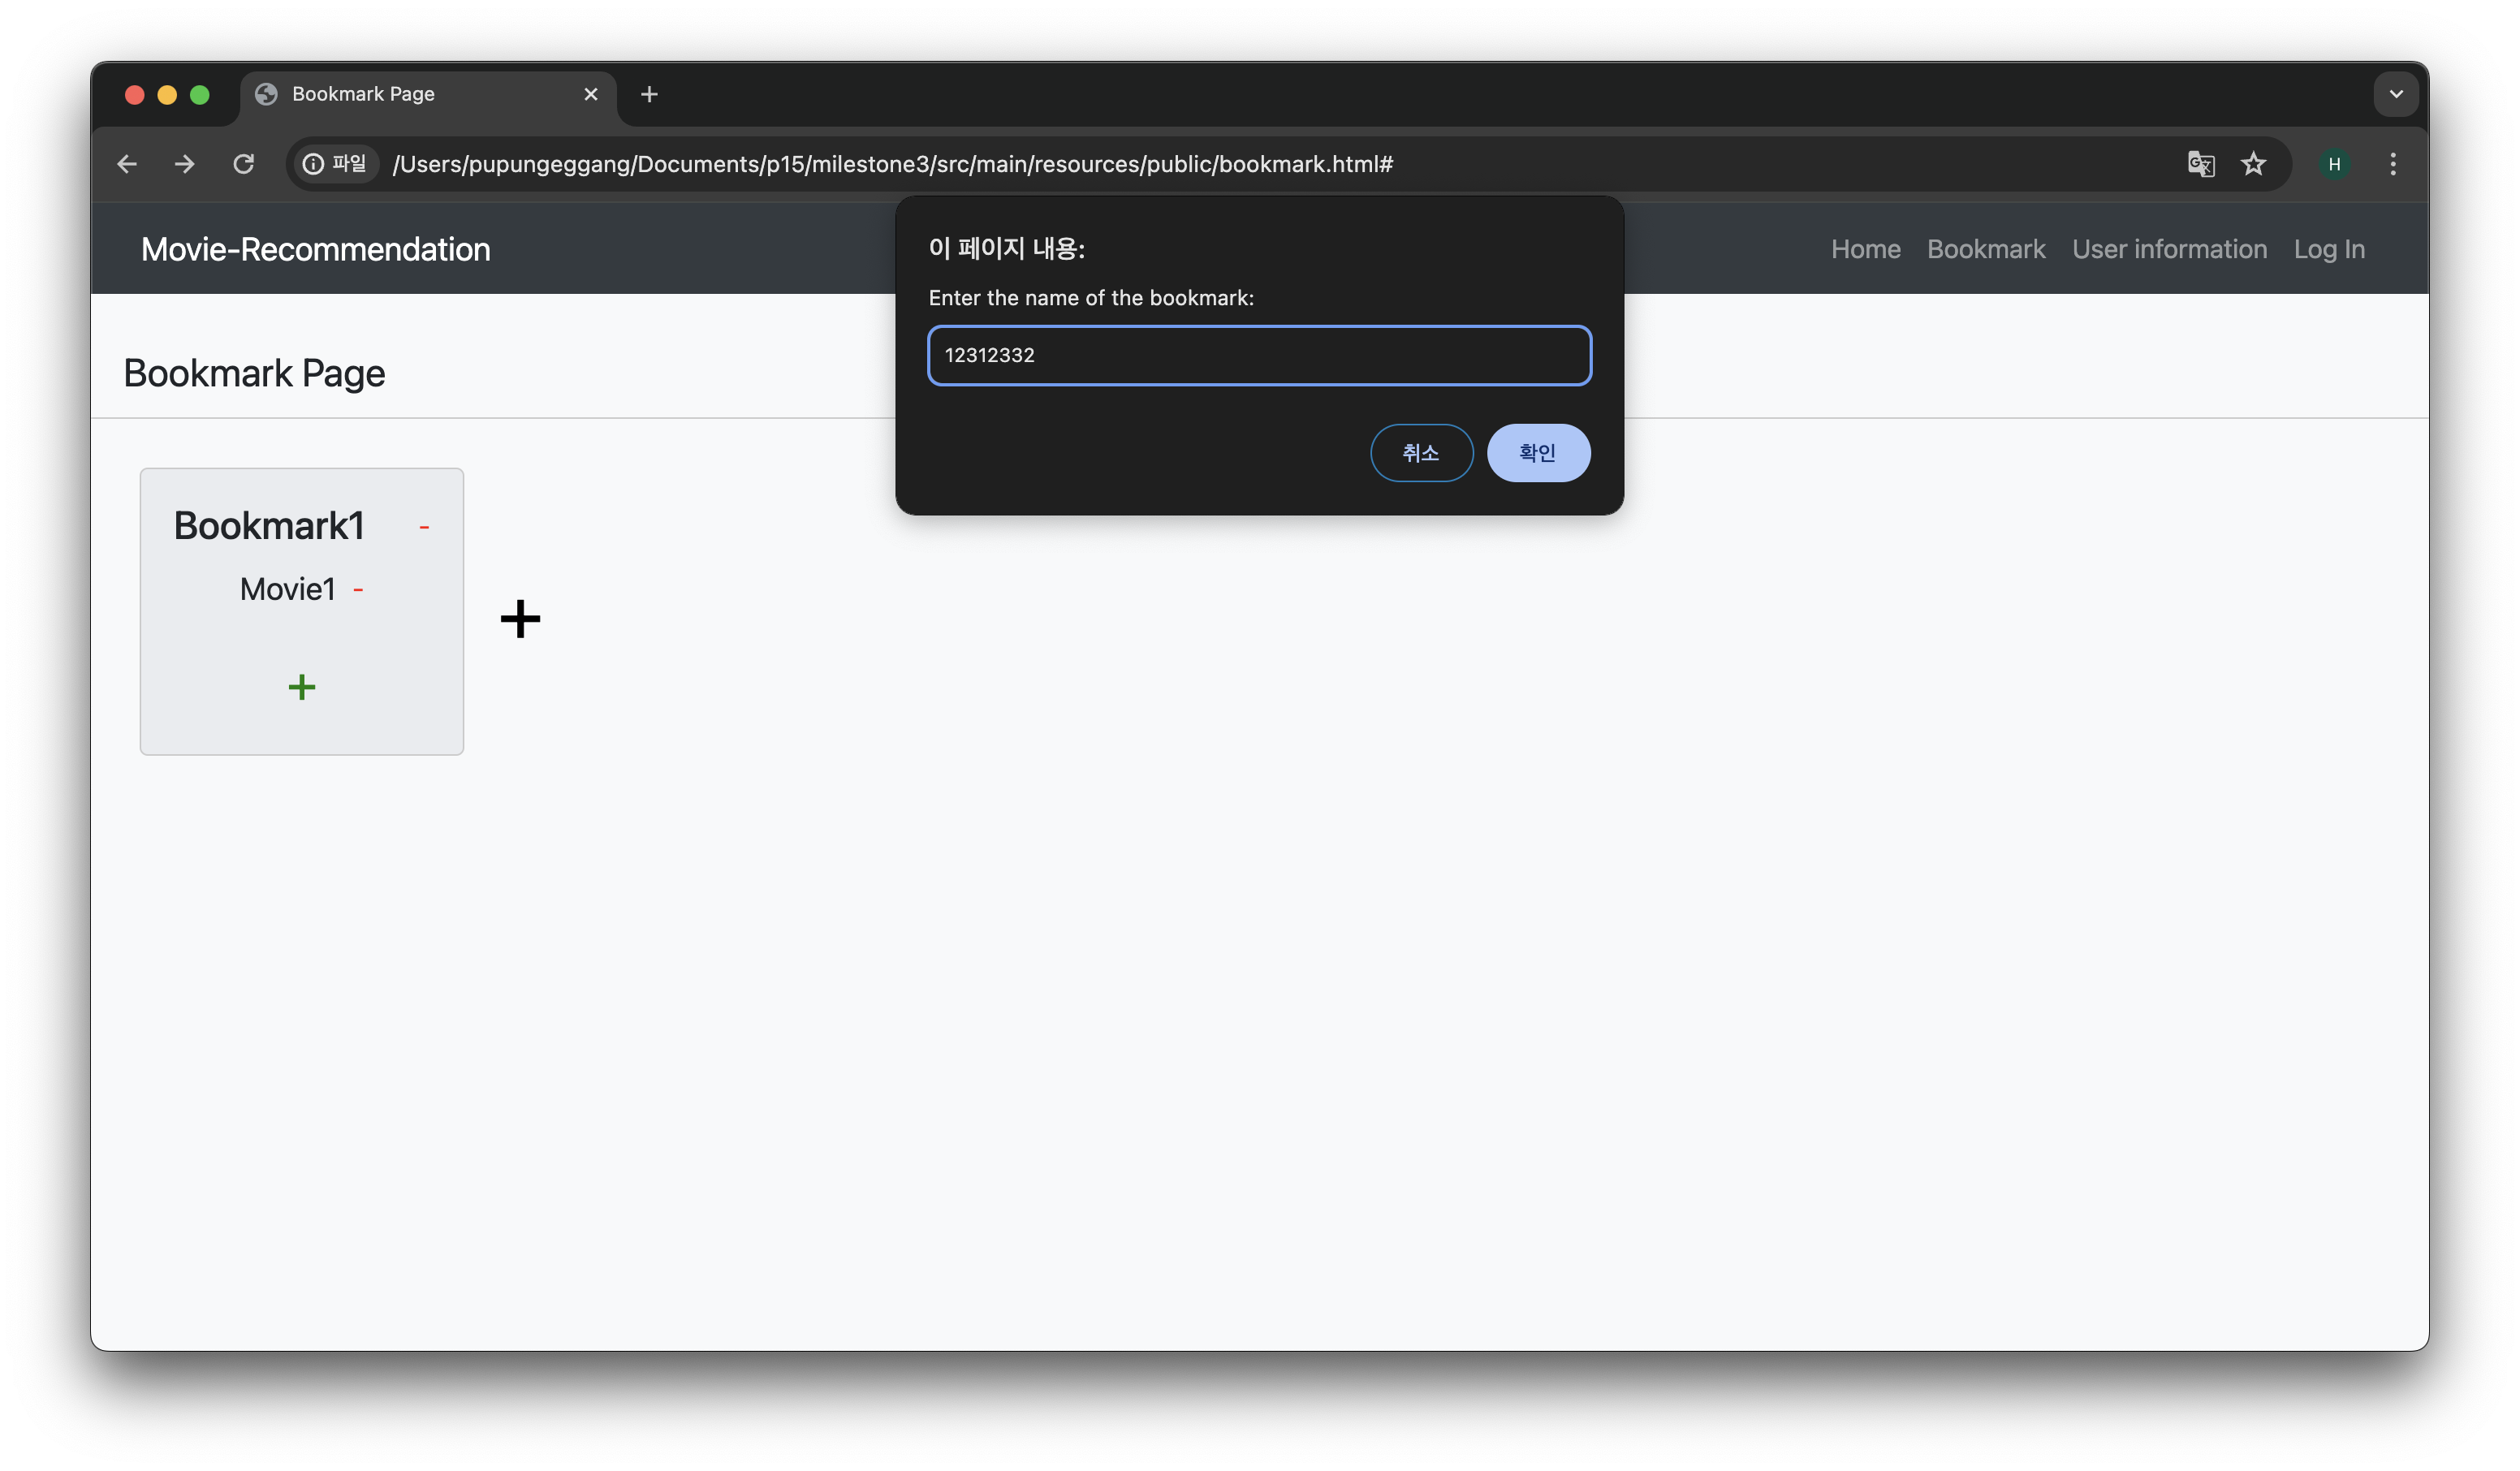 Bookmark Page
파일 /Users/pupungeggang/Documents/p15/milestone3/src/main/resources/public/bookmark.html#
H
Movie-Recommendation
Home Bookmark User information Log In
이 페이지 내용:
Enter the name of the bookmark:
12312332
취소 확인
Bookmark Page
Bookmark1 -
Movie1 -
+
+